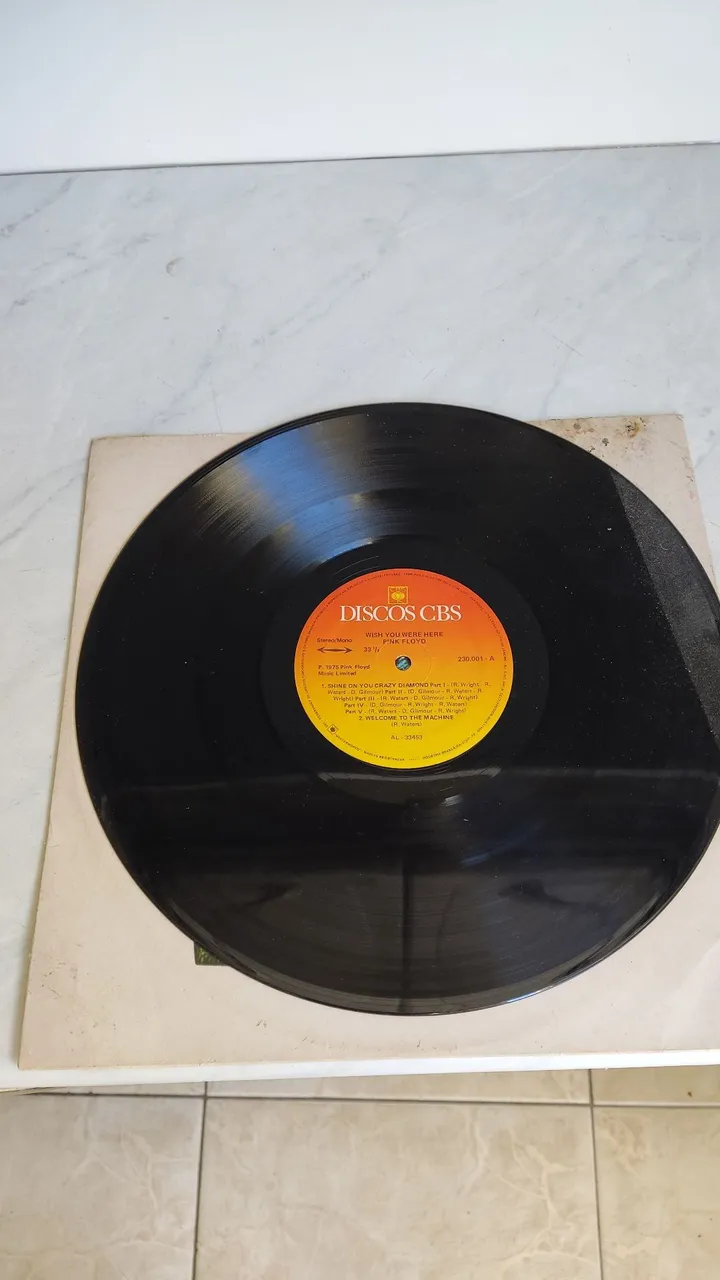 DISCOS CBS
WISH YOU WERE HERE
PINK FLOYD
Stereo/Mono
33 ⅓
230.001 - A
P. 1975 Pink Floyd
Music Limited
1. SHINE ON YOU CRAZY DIAMOND Part I - (R. Wright - R.
Waters - D. Gilmour) Part II - (D. Gilmour - R. Waters - R.
Wright) Part III - (R. Waters - D. Gilmour - R. Wright)
Part IV - (D. Gilmour - R. Wright - R. Waters)
Part V - (R. Waters - D. Gilmour - R. Wright)
2. WELCOME TO THE MACHINE
(R. Waters)
AL - 33453